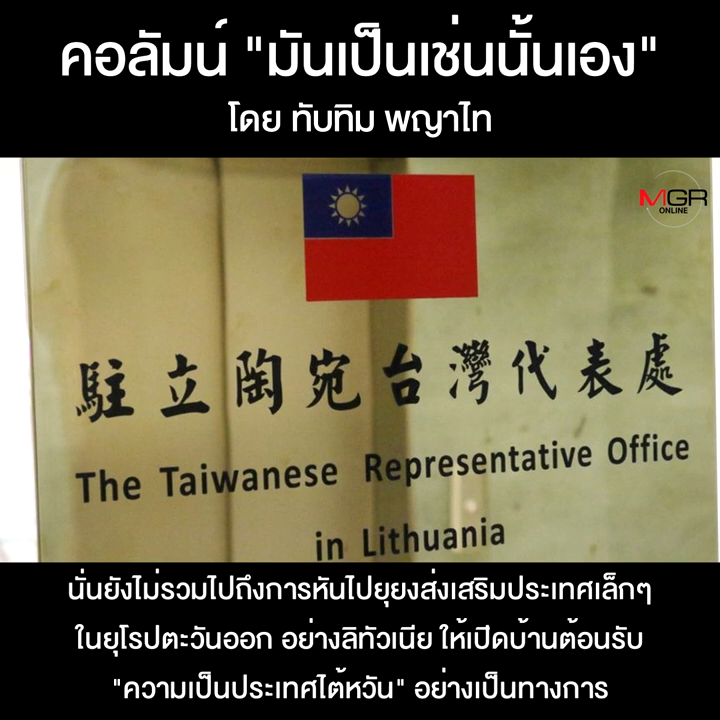 คอลัมน์ "มันเป็นเช่นนั้นเอง"
โดย ทับทิม พญาไท
MGR
ONLINE
駐立陶宛台灣代表處
The Taiwanese Representative Office
in Lithuania
นั่นยังไม่รวมไปถึงการหันไปยุยงส่งเสริมประเทศเล็กๆ
ในยุโรปตะวันออก อย่างลิทัวเนีย ให้เปิดบ้านต้อนรับ
"ความเป็นประเทศไต้หวัน" อย่างเป็นทางการ